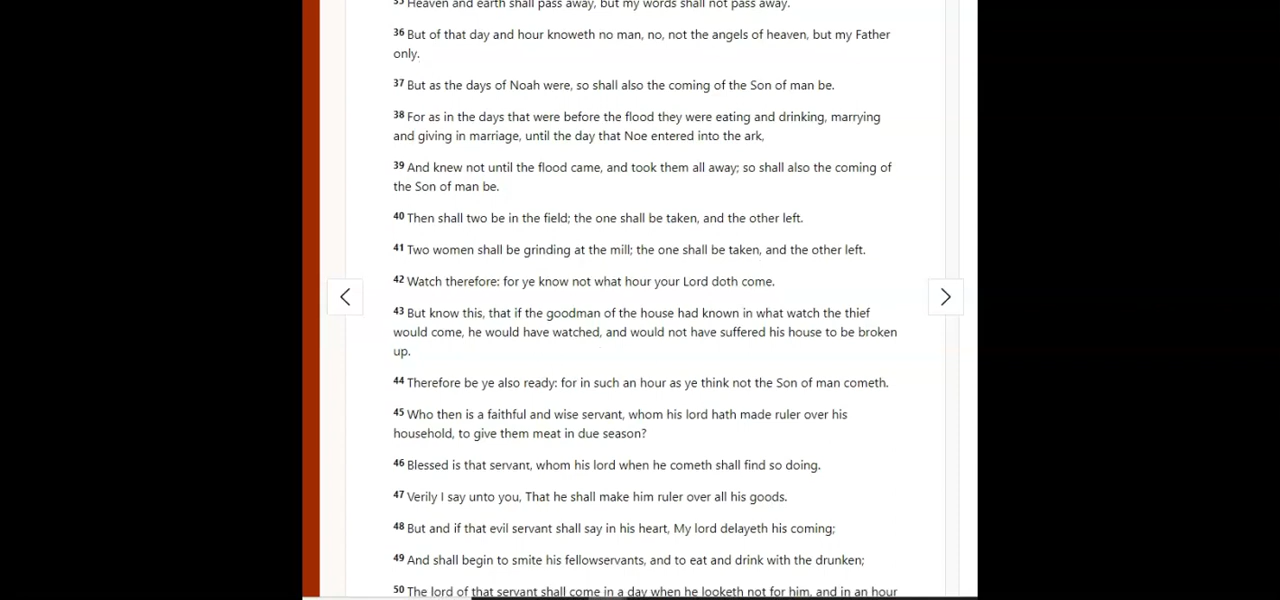 35 Heaven and earth shall pass away, but my words shall not pass away.
36 But of that day and hour knoweth no man, no, not the angels of heaven, but my Father
only.
37 But as the days of Noah were, so shall also the coming of the Son of man be.
38 For as in the days that were before the flood they were eating and drinking, marrying
and giving in marriage, until the day that Noe entered into the ark,
39 And knew not until the flood came, and took them all away; so shall also the coming of
the Son of man be.
40 Then shall two be in the field; the one shall be taken, and the other left.
41 Two women shall be grinding at the mill; the one shall be taken, and the other left.
42 Watch therefore: for ye know not what hour your Lord doth come.
43 But know this, that if the goodman of the house had known in what watch the thief
would come, he would have watched, and would not have suffered his house to be broken
up.
44 Therefore be ye also ready: for in such an hour as ye think not the Son of man cometh.
45 Who then is a faithful and wise servant, whom his lord hath made ruler over his
household, to give them meat in due season?
46 Blessed is that servant, whom his lord when he cometh shall find so doing.
47 Verily I say unto you, That he shall make him ruler over all his goods.
48 But and if that evil servant shall say in his heart, My lord delayeth his coming;
49 And shall begin to smite his fellowservants, and to eat and drink with the drunken;
50 The lord of that servant shall come in a day when he looketh not for him, and in an hour